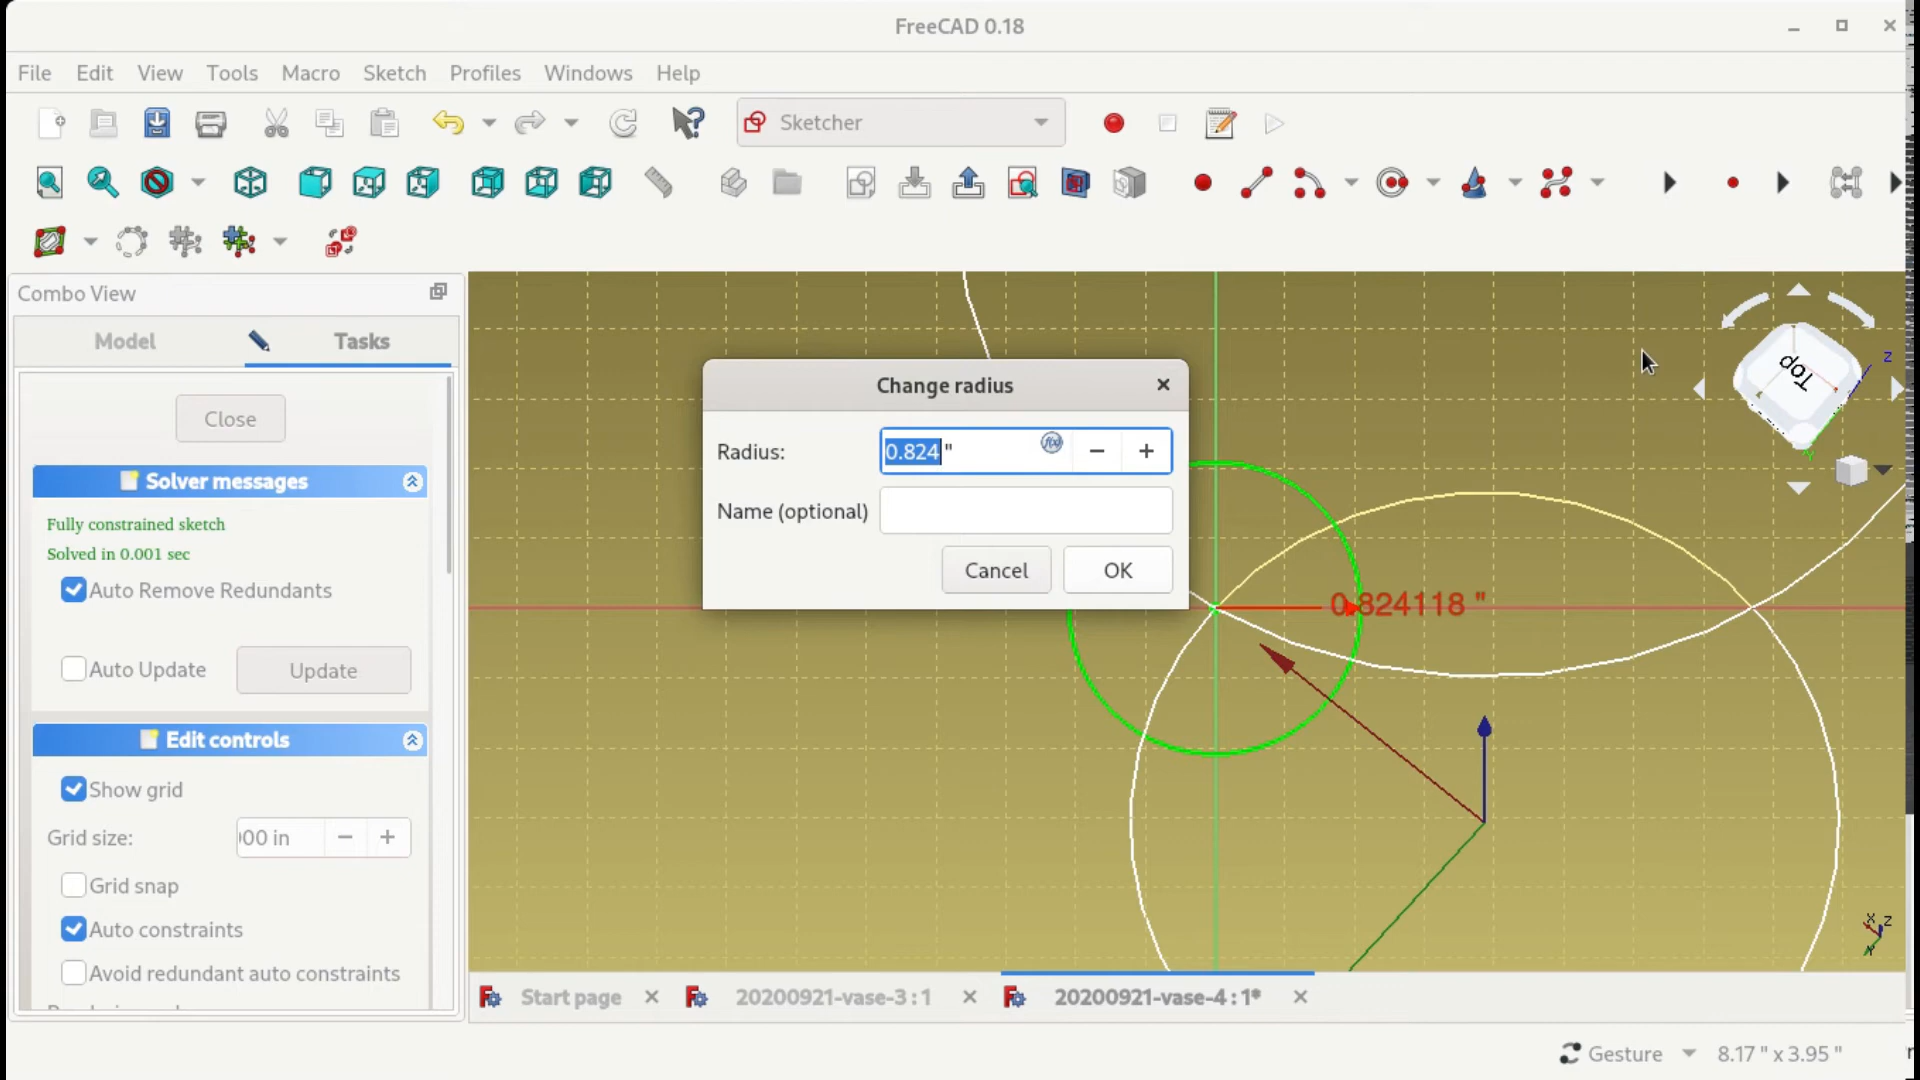 FreeCAD 0.18
File Edit View Tools Macro Sketch Profiles Windows Help
Sketcher
Combo View
Model Tasks
Close
Solver messages
Fully constrained sketch
Solved in 0.001 sec
Auto Remove Redundants
Auto Update Update
Edit controls
Show grid
Grid size: 00 in
Grid snap
Auto constraints
Avoid redundant auto constraints
Change radius
Radius: 0.824 "
Name (optional)
Cancel OK
0.824118 "
Top
Z
Y
X Z
Y
Start page 20200921-vase-3 : 1 20200921-vase-4 : 1*
Gesture 8.17 " x 3.95 "